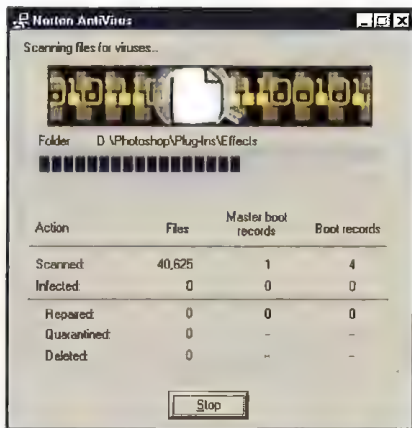 Norton AntiVirus
Scanning files for viruses...
Folder D:\Photoshop\Plug-Ins\Effects
Action Files Master boot records Boot records
Scanned: 40,625 1 4
Infected: 0 0 0
Repaired: 0 0 0
Quarantined: 0 – –
Deleted: 0 – –
Stop